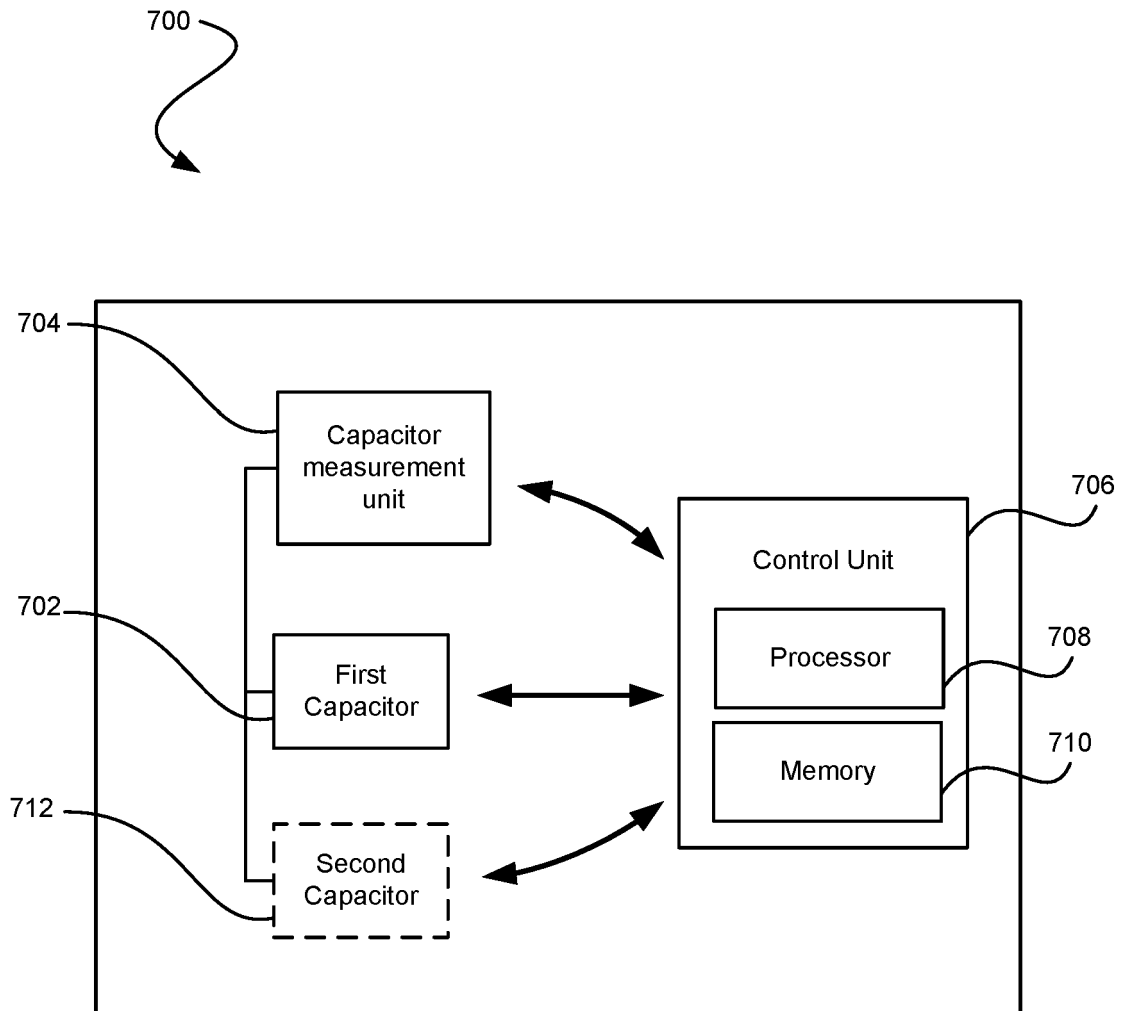 700
704
Capacitor
measurement
unit
706
Control Unit
702
First
Capacitor
Processor
708
Memory
710
712
Second
Capacitor